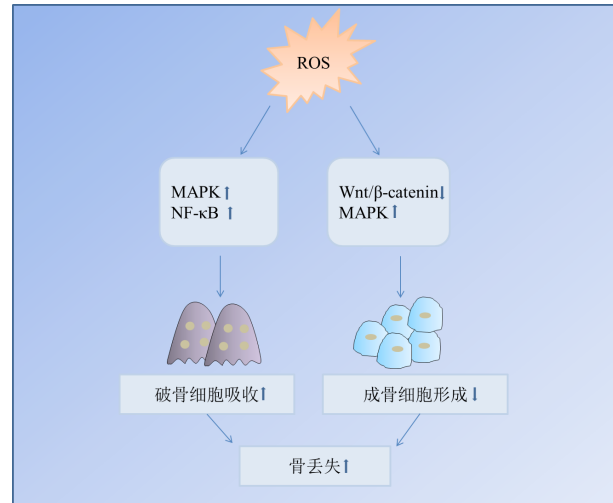 ROS
MAPK↑
NF-κB ↑
Wnt/β-catenin↓
MAPK↑
破骨细胞吸收↑
成骨细胞形成↓
骨丢失↑